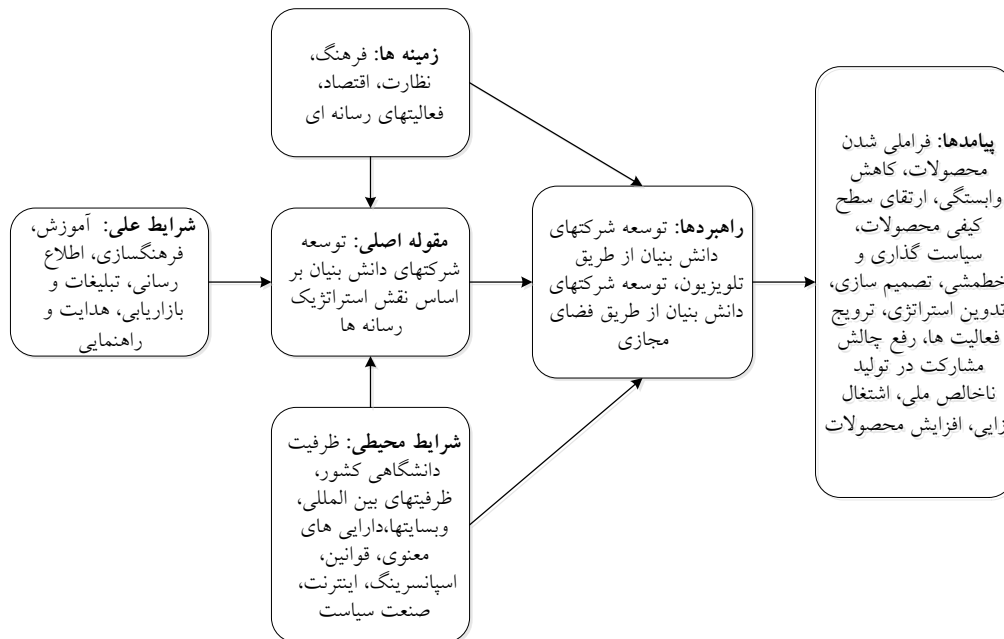 زمینه ها: فرهنگ،
نظارت، اقتصاد،
فعالیتهای رسانه ای
شرایط علی: آموزش،
فرهنگسازی، اطلاع
رسانی، تبلیغات و
بازاریابی، هدایت و
راهنمایی
مقوله اصلی: توسعه
شرکتهای دانش بنیان بر
اساس نقش استراتژیک
رسانه ها
شرایط محیطی: ظرفیت
دانشگاهی کشور،
ظرفیتهای بین المللی،
وبسایتها،دارایی های
معنوی، قوانین،
اسپانسرینگ، اینترنت،
صنعت سیاست
راهبردها: توسعه شرکتهای
دانش بنیان از طریق
تلویزیون، توسعه شرکتهای
دانش بنیان از طریق فضای
مجازی
پیامدها: فراملی شدن
محصولات، کاهش
وابستگی، ارتقای سطح
کیفی محصولات،
سیاست گذاری و
خطمشی، تصمیم سازی،
تدوین استراتژی، ترویج
فعالیت ها، رفع چالش
مشارکت در تولید
ناخالص ملی، اشتغال
زایی، افزایش محصولات